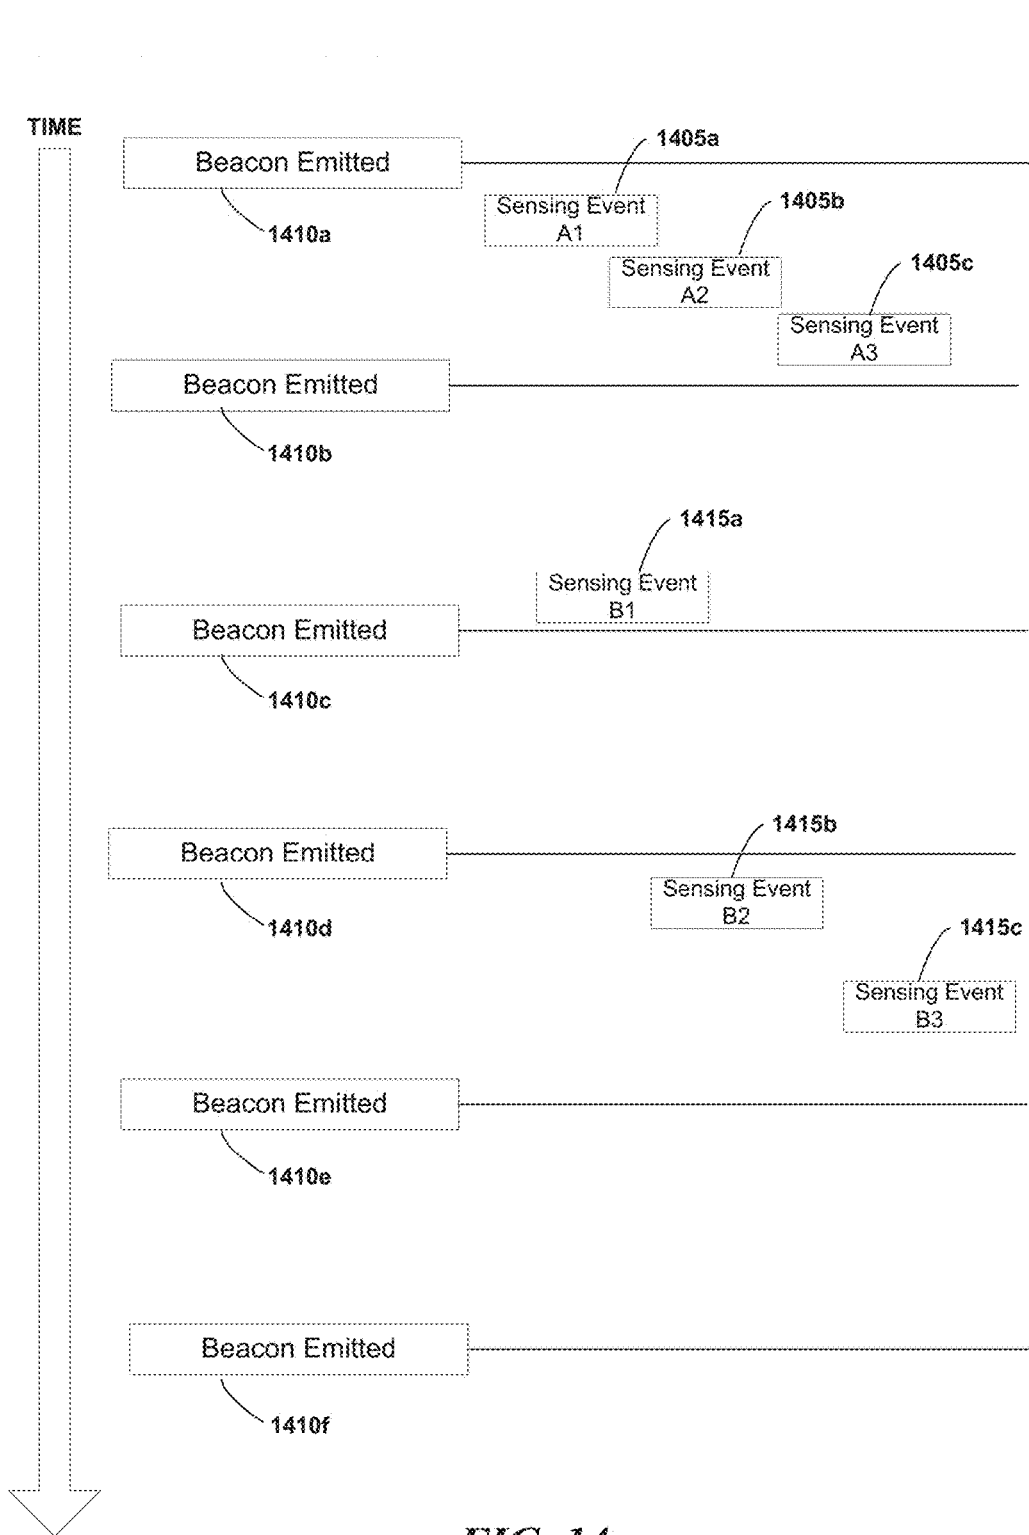 TIME
1405a
Beacon Emitted
Sensing Event
A1
1405b
1410a
Sensing Event
A2
1405c
Sensing Event
A3
Beacon Emitted
1410b
1415a
Sensing Event
B1
Beacon Emitted
1410c
1415b
Beacon Emitted
Sensing Event
B2
1410d
1415c
Sensing Event
B3
Beacon Emitted
1410e
Beacon Emitted
1410f